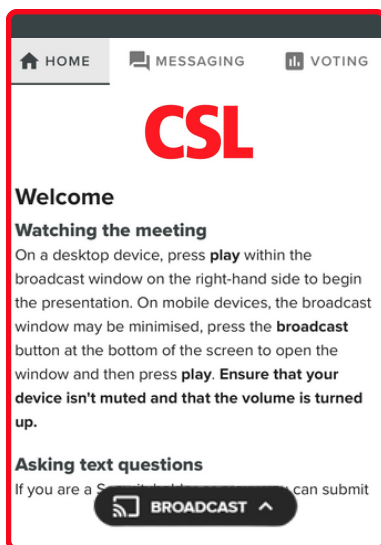 HOME MESSAGING VOTING
CSL
Welcome
Watching the meeting
On a desktop device, press play within the
broadcast window on the right-hand side to begin
the presentation. On mobile devices, the broadcast
window may be minimised, press the broadcast
button at the bottom of the screen to open the
window and then press play. Ensure that your
device isn't muted and that the volume is turned
up.
Asking text questions
If you are a can submit
BROADCAST